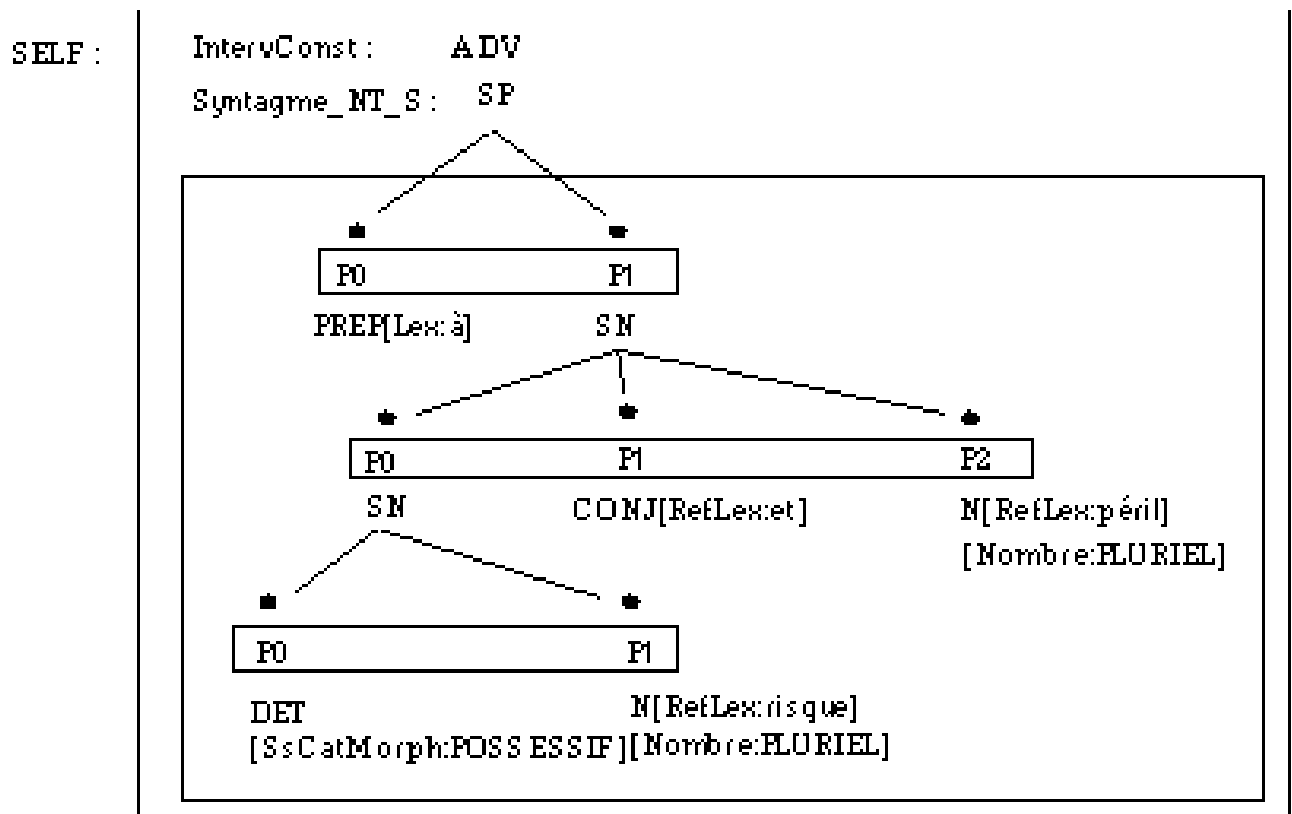 SELF :
IntervConst : ADV
Syntagme_NT_S : SP
P0 P1
PREP[Lex:à] SN
P0 P1 P2
SN CONJ[RefLex:et] N[RefLex:péril]
[Nombre:PLURIEL]
P0 P1
DET N[RefLex:risque]
[SsCatMorph:POSSESSIF] [Nombre:PLURIEL]